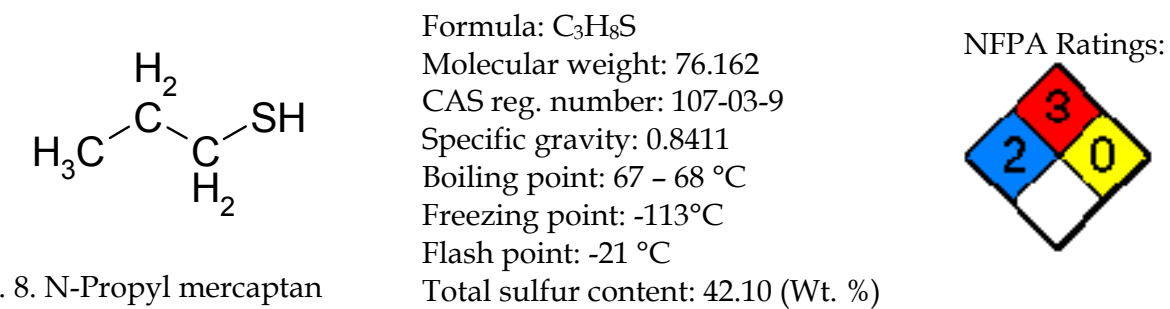 H2
H3C
C
C
SH
H2
. 8. N-Propyl mercaptan
Formula: C3H8S
Molecular weight: 76.162
CAS reg. number: 107-03-9
Specific gravity: 0.8411
Boiling point: 67 – 68 °C
Freezing point: -113°C
Flash point: -21 °C
Total sulfur content: 42.10 (Wt. %)
NFPA Ratings:
3
2 0